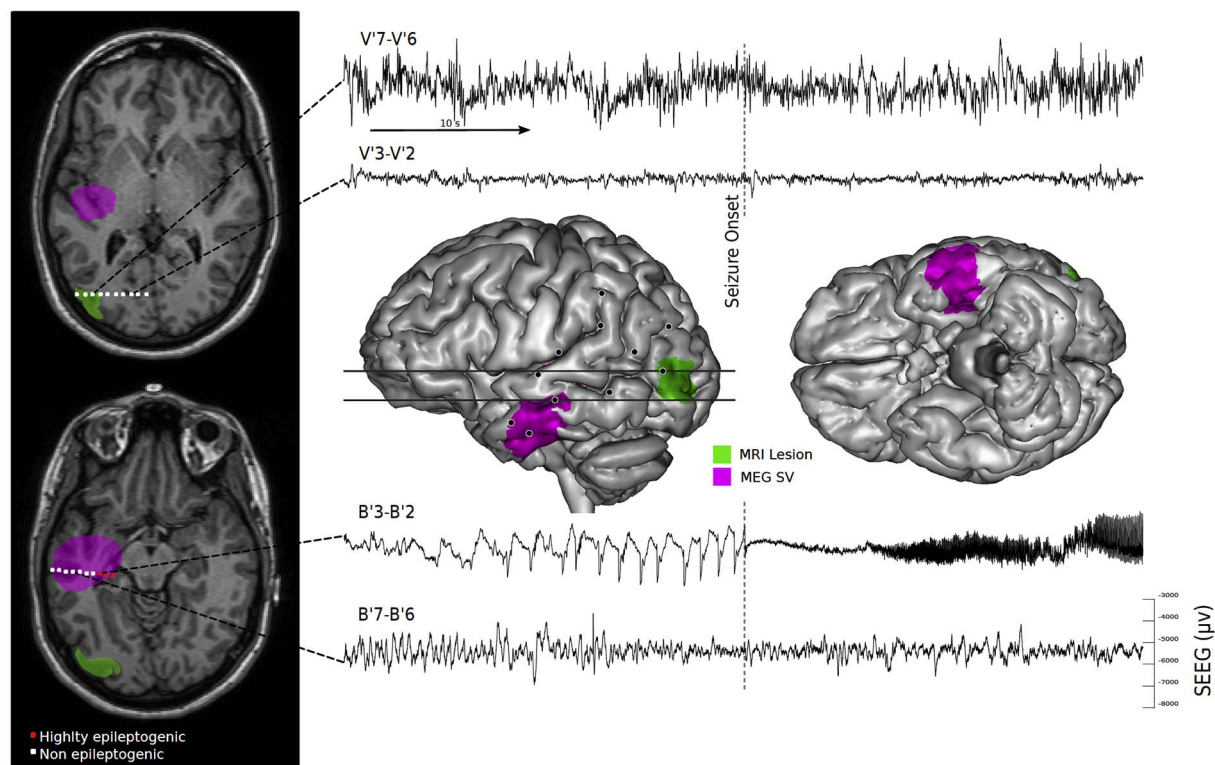 V'7-V'6
10 s
V'3-V'2
Seizure Onset
MRI Lesion
MEG SV
B'3-B'2
B'7-B'6
-3000
-4000
-5000
-6000
-7000
-8000
SEEG (μv)
Highlty epileptogenic
Non epileptogenic